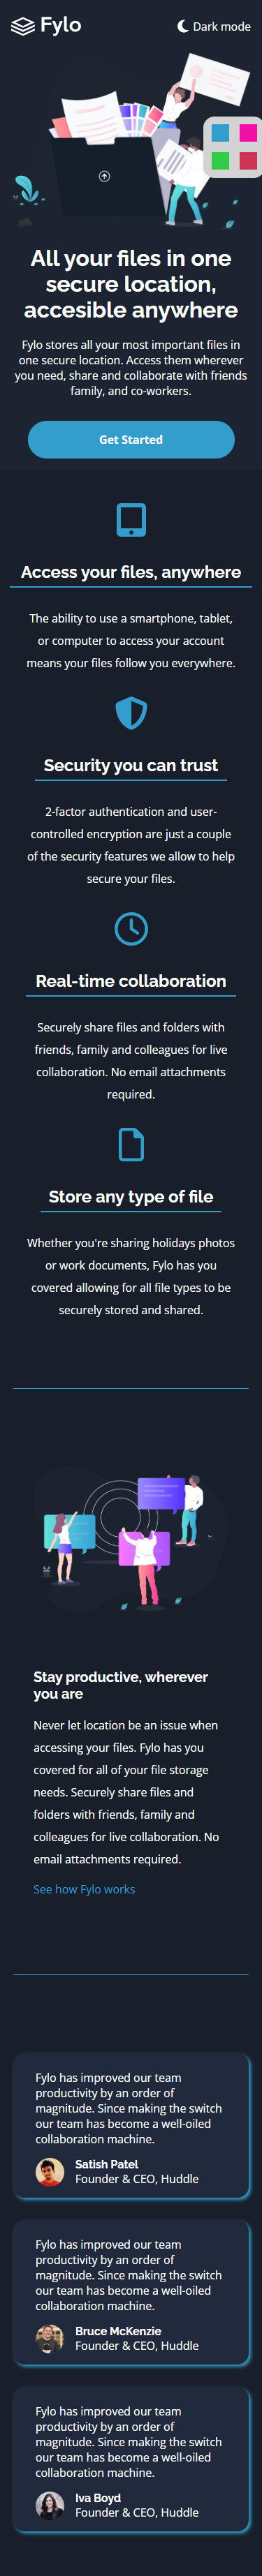 Fylo
Dark mode
All your files in one
secure location,
accesible anywhere
Fylo stores all your most important files in
one secure location. Access them wherever
you need, share and collaborate with friends
family, and co-workers.
Get Started
Access your files, anywhere
The ability to use a smartphone, tablet,
or computer to access your account
means your files follow you everywhere.
Security you can trust
2-factor authentication and user-
controlled encryption are just a couple
of the security features we allow to help
secure your files.
Real-time collaboration
Securely share files and folders with
friends, family and colleagues for live
collaboration. No email attachments
required.
Store any type of file
Whether you're sharing holidays photos
or work documents, Fylo has you
covered allowing for all file types to be
securely stored and shared.
Stay productive, wherever
you are
Never let location be an issue when
accessing your files. Fylo has you
covered for all of your file storage
needs. Securely share files and
folders with friends, family and
colleagues for live collaboration. No
email attachments required.
See how Fylo works
Fylo has improved our team
productivity by an order of
magnitude. Since making the switch
our team has become a well-oiled
collaboration machine.
Satish Patel
Founder & CEO, Huddle
Fylo has improved our team
productivity by an order of
magnitude. Since making the switch
our team has become a well-oiled
collaboration machine.
Bruce McKenzie
Founder & CEO, Huddle
Fylo has improved our team
productivity by an order of
magnitude. Since making the switch
our team has become a well-oiled
collaboration machine.
Iva Boyd
Founder & CEO, Huddle